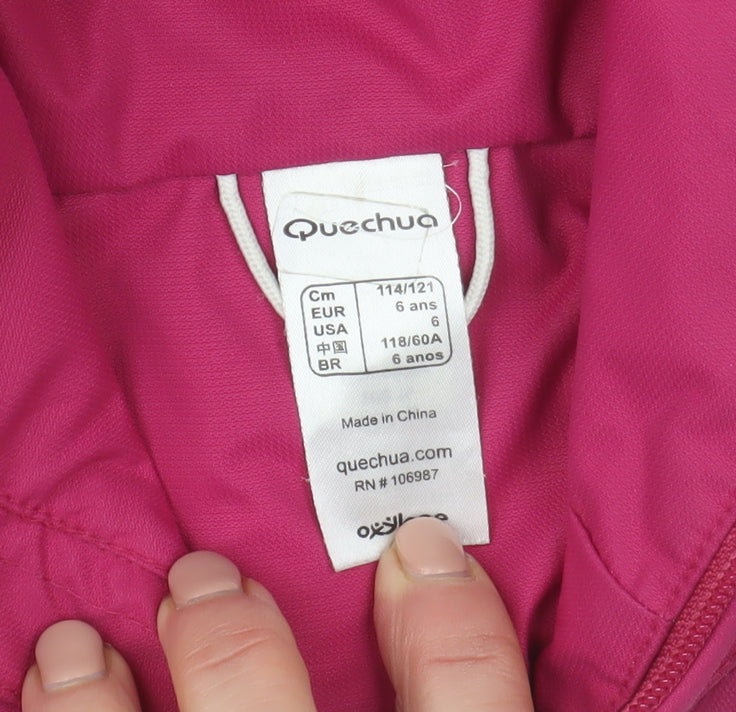 Quechua
Cm 114/121
EUR 6 ans
USA 6
中国 118/60A
BR 6 anos
Made in China
quechua.com
RN # 106987